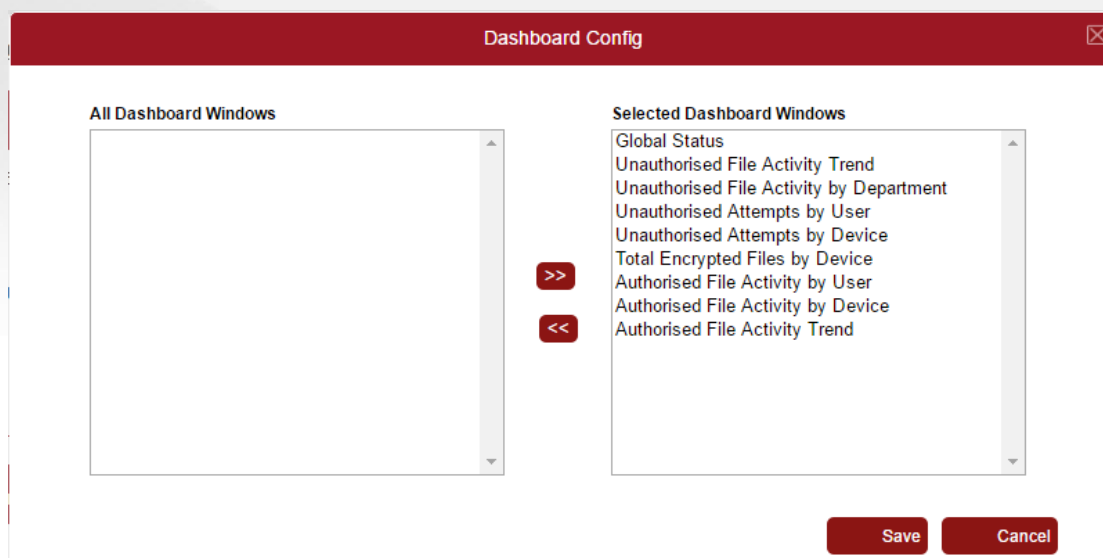 Dashboard Config
All Dashboard Windows
Selected Dashboard Windows
Global Status
Unauthorised File Activity Trend
Unauthorised File Activity by Department
Unauthorised Attempts by User
Unauthorised Attempts by Device
Total Encrypted Files by Device
Authorised File Activity by User
Authorised File Activity by Device
Authorised File Activity Trend
>>
<<
Save
Cancel